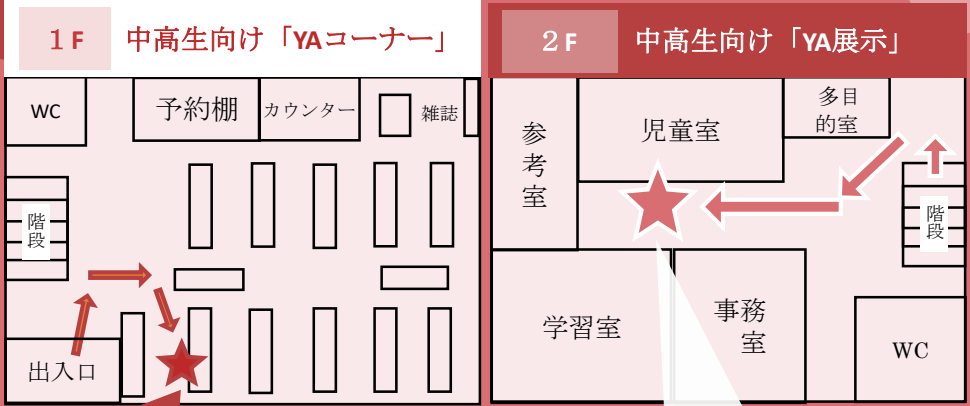 １F
中高生向け「YAコーナー」
WC
予約棚
カウンター
雑誌
階段
出入口
２F
中高生向け「YA展示」
参考室
児童室
多目
的室
階段
学習室
事務
室
WC